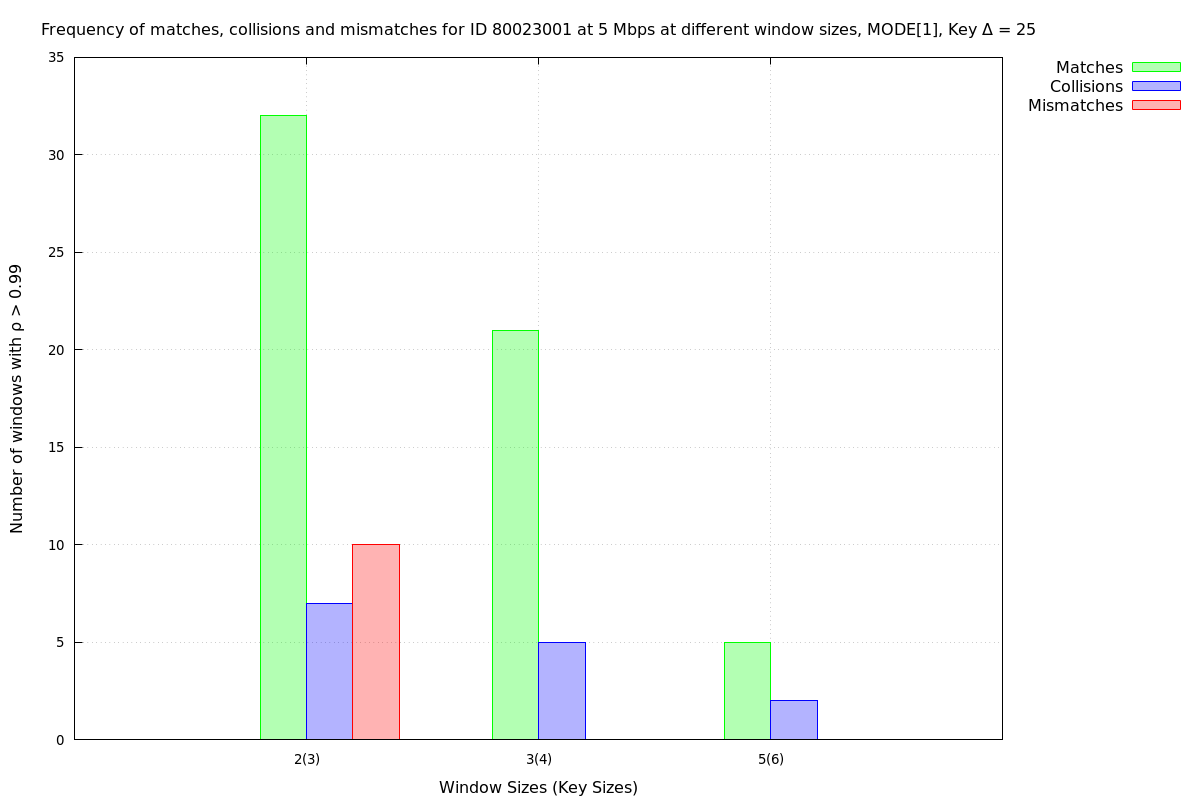 Frequency of matches, collisions and mismatches for ID 80023001 at 5 Mbps at different window sizes, MODE[1], Key Δ = 25
Matches
Collisions
Mismatches
Number of windows with ρ > 0.99
35
30
25
20
15
10
5
0
2(3) 3(4) 5(6)
Window Sizes (Key Sizes)